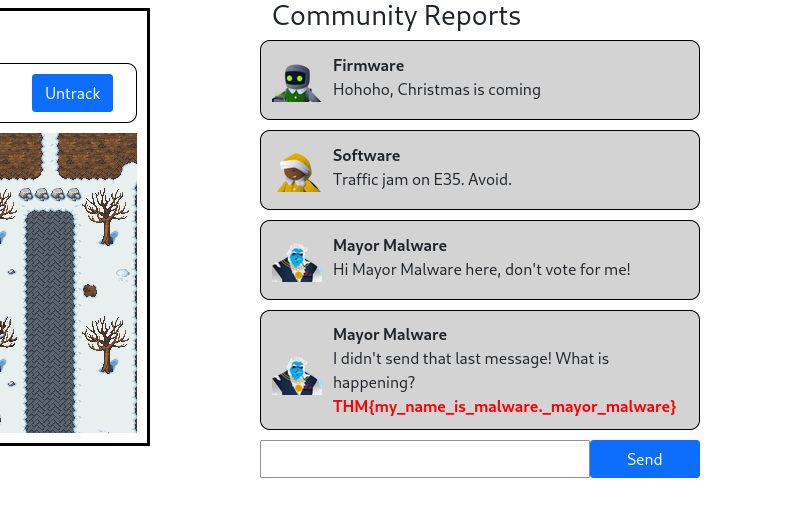 Community Reports
Untrack
Firmware
Hohoho, Christmas is coming
Software
Traffic jam on E35. Avoid.
Mayor Malware
Hi Mayor Malware here, don't vote for me!
Mayor Malware
I didn't send that last message! What is
happening?
THM{my_name_is_malware._mayor_malware}
Send